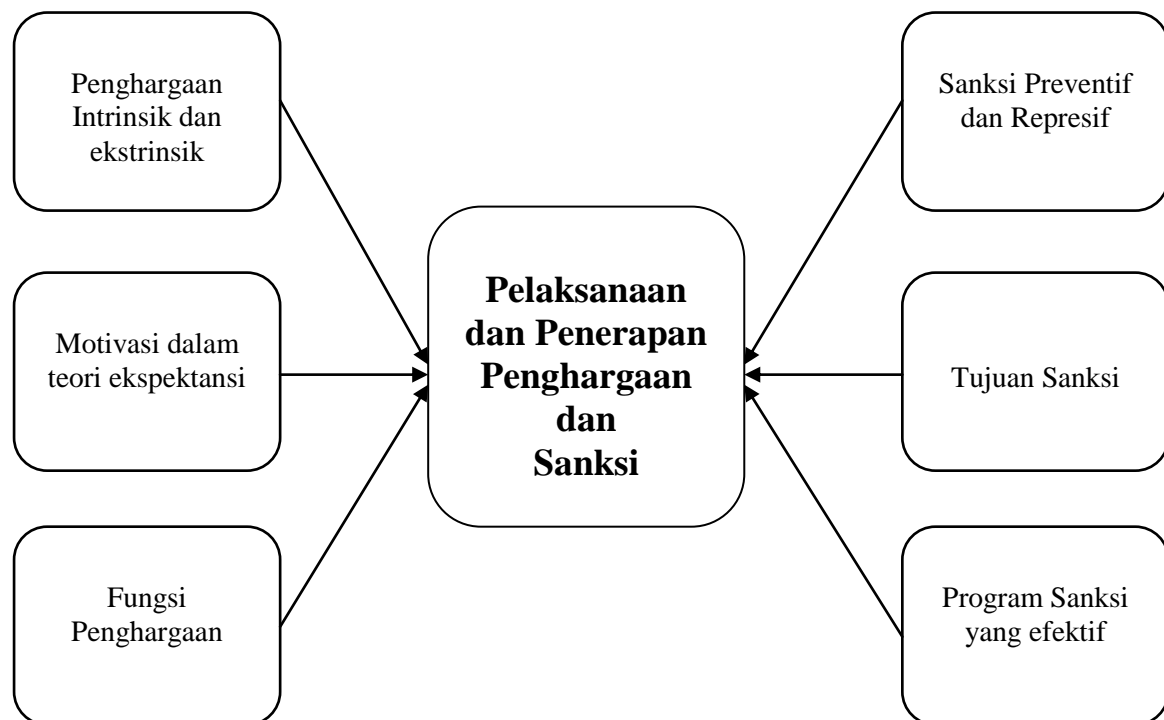 Penghargaan
Intrinsik dan
ekstrinsik
Motivasi dalam
teori ekspektansi
Fungsi
Penghargaan
Pelaksanaan
dan Penerapan
Penghargaan
dan
Sanksi
Sanksi Preventif
dan Represif
Tujuan Sanksi
Program Sanksi
yang efektif